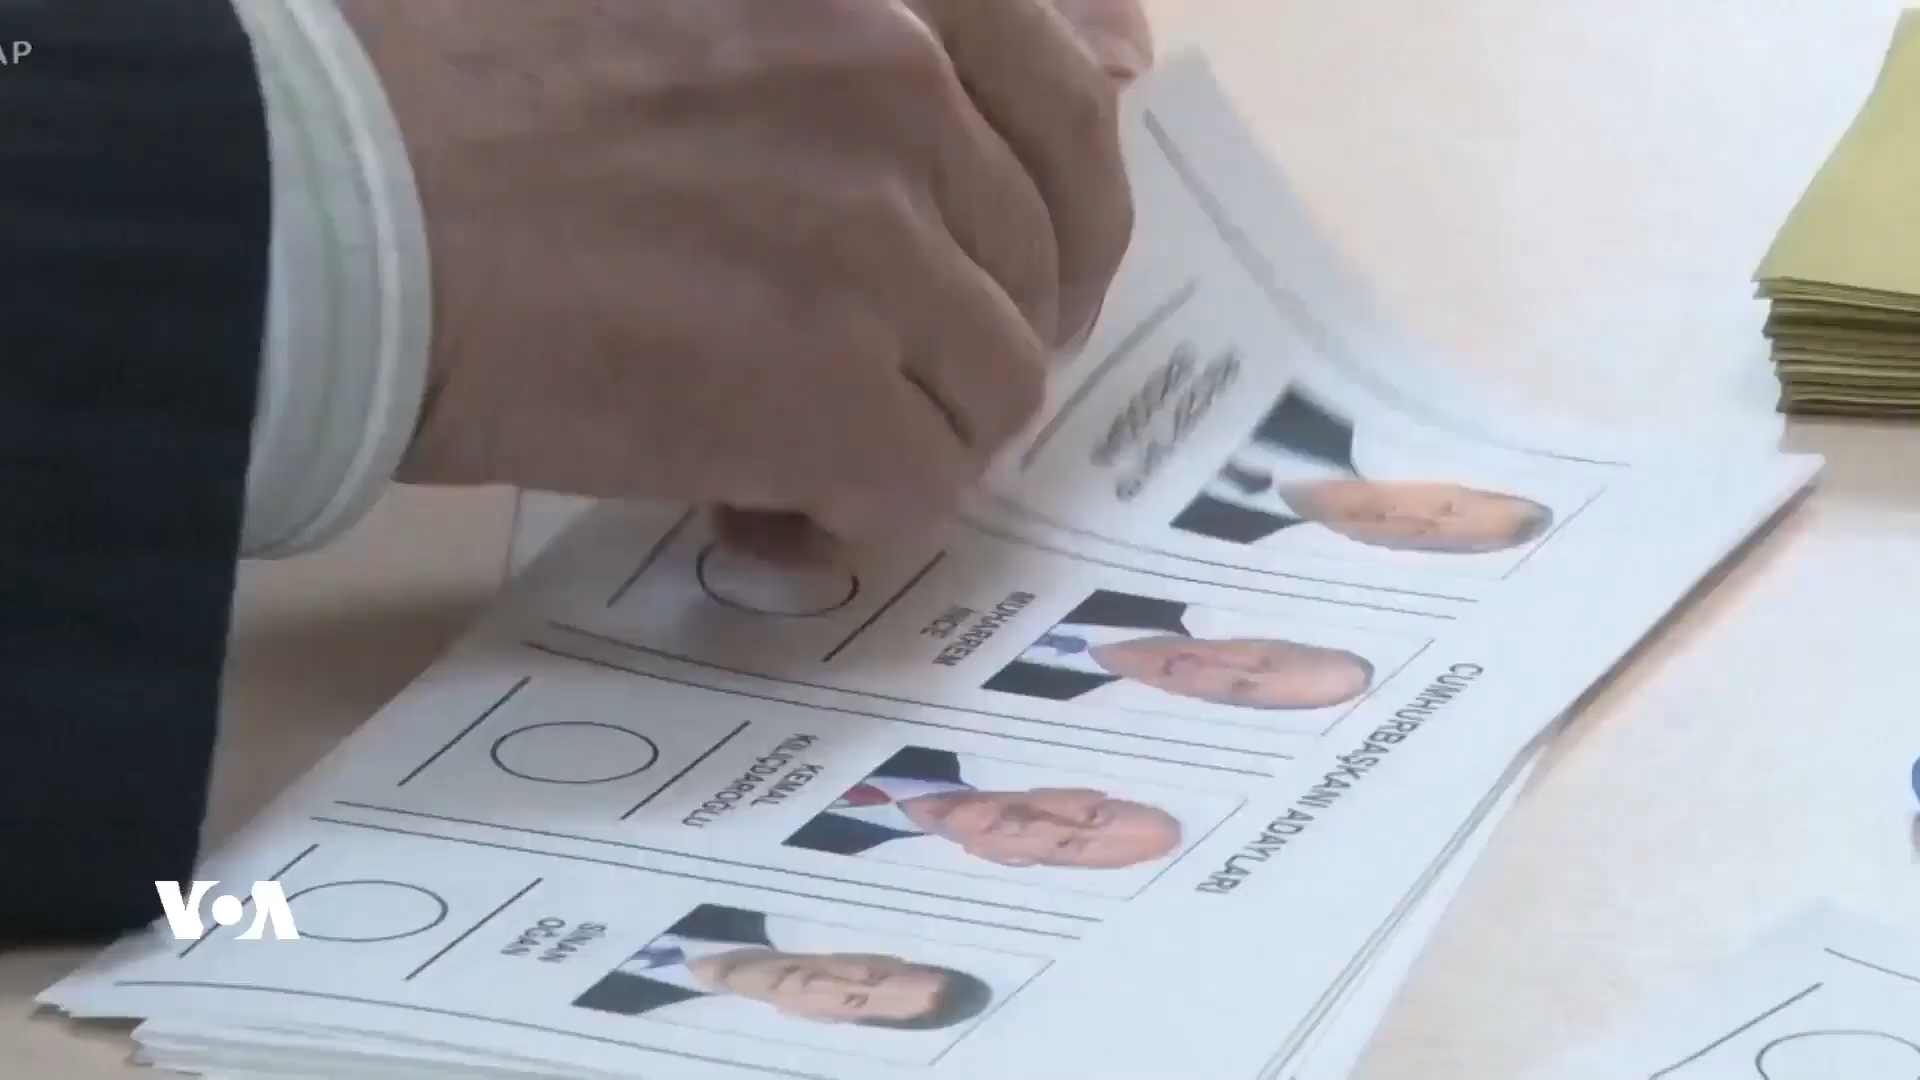 AP
CUMHURBAŞKANI ADAYLARI
MUHARREM
İNCE
KEMAL
KILIÇDAROĞLU
SİNAN
OĞAN
VOA